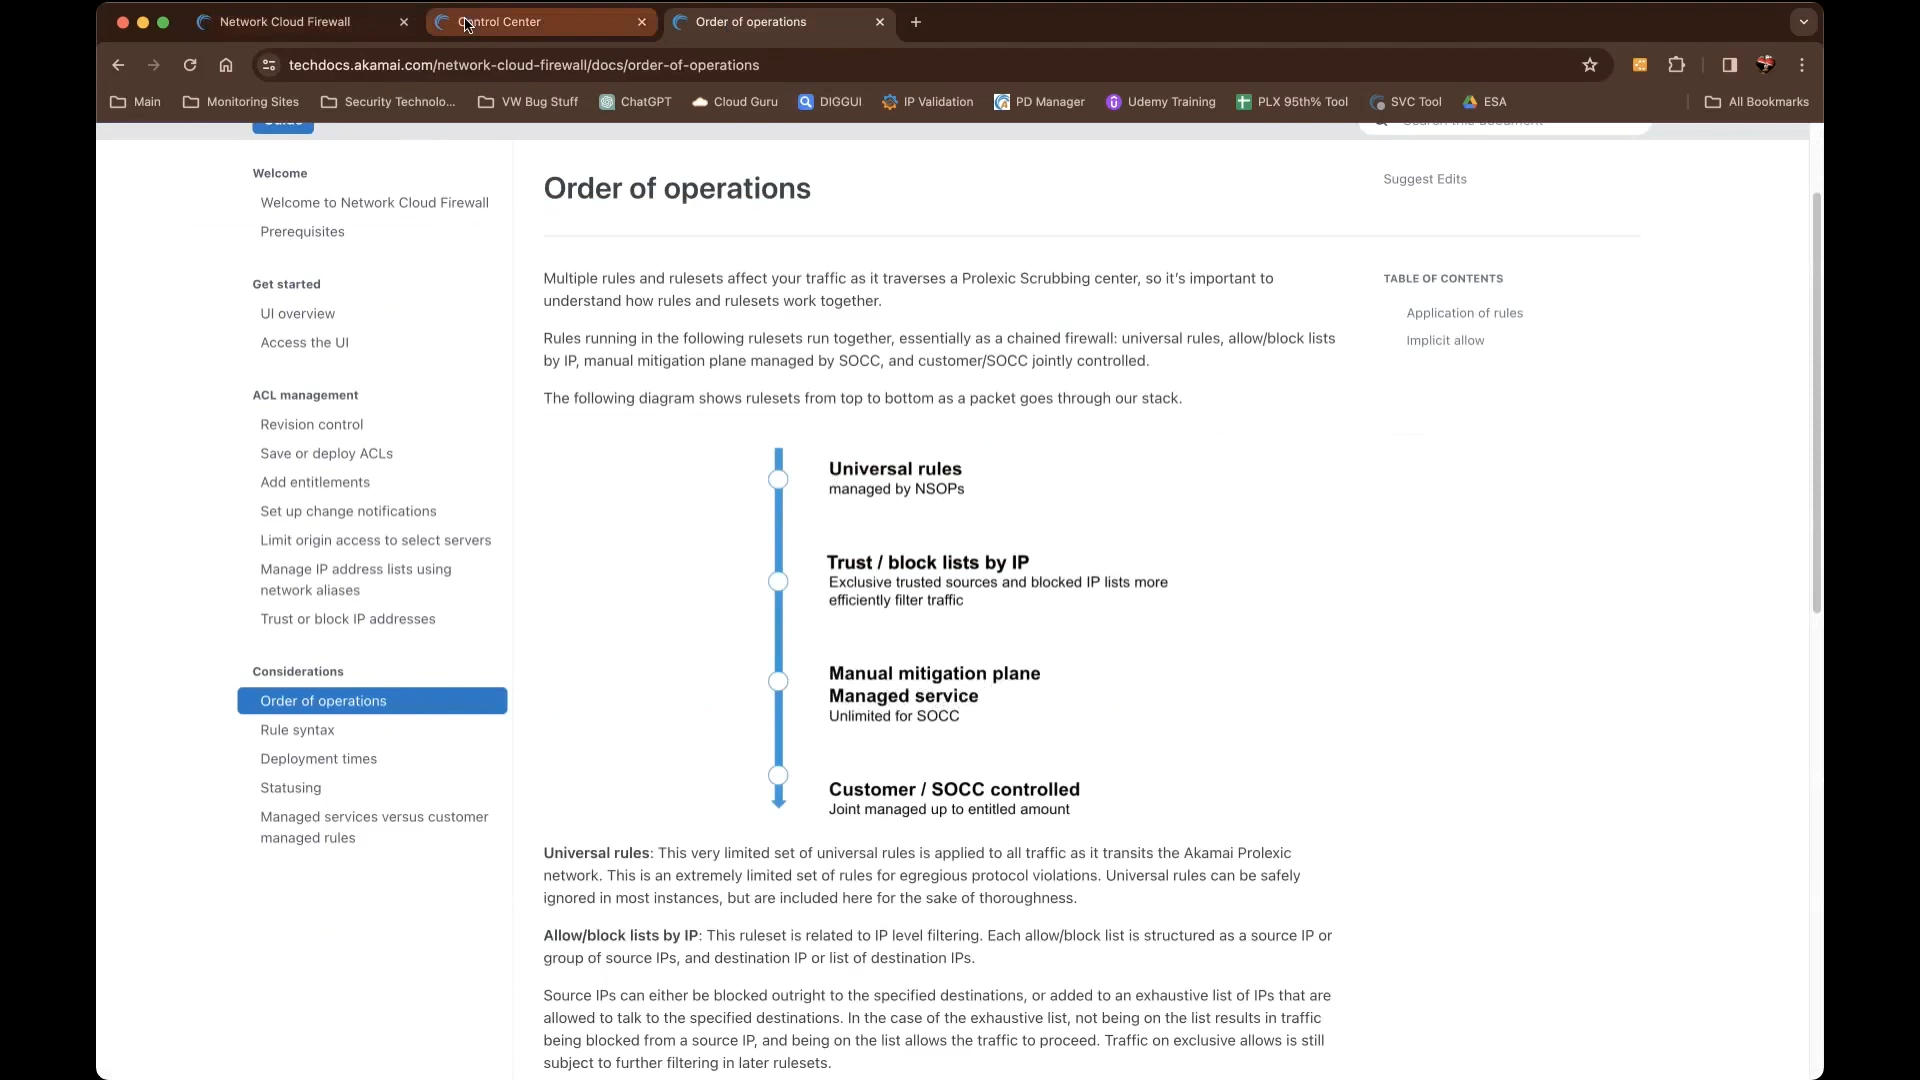 Network Cloud Firewall
Control Center
Order of operations
techdocs.akamai.com/network-cloud-firewall/docs/order-of-operations
Main
Monitoring Sites
Security Technolo...
VW Bug Stuff
ChatGPT
Cloud Guru
DIGGUI
IP Validation
PD Manager
Udemy Training
PLX 95th% Tool
SVC Tool
ESA
All Bookmarks
Guide
Search this document
Welcome
Welcome to Network Cloud Firewall
Prerequisites
Get started
UI overview
Access the UI
ACL management
Revision control
Save or deploy ACLs
Add entitlements
Set up change notifications
Limit origin access to select servers
Manage IP address lists using
network aliases
Trust or block IP addresses
Considerations
Order of operations
Rule syntax
Deployment times
Statusing
Managed services versus customer
managed rules
Order of operations
Multiple rules and rulesets affect your traffic as it traverses a Prolexic Scrubbing center, so it's important to
understand how rules and rulesets work together.
Rules running in the following rulesets run together, essentially as a chained firewall: universal rules, allow/block lists
by IP, manual mitigation plane managed by SOCC, and customer/SOCC jointly controlled.
The following diagram shows rulesets from top to bottom as a packet goes through our stack.
Universal rules
managed by NSOPs
Trust / block lists by IP
Exclusive trusted sources and blocked IP lists more
efficiently filter traffic
Manual mitigation plane
Managed service
Unlimited for SOCC
Customer / SOCC controlled
Joint managed up to entitled amount
Universal rules: This very limited set of universal rules is applied to all traffic as it transits the Akamai Prolexic
network. This is an extremely limited set of rules for egregious protocol violations. Universal rules can be safely
ignored in most instances, but are included here for the sake of thoroughness.
Allow/block lists by IP: This ruleset is related to IP level filtering. Each allow/block list is structured as a source IP or
group of source IPs, and destination IP or list of destination IPs.
Source IPs can either be blocked outright to the specified destinations, or added to an exhaustive list of IPs that are
allowed to talk to the specified destinations. In the case of the exhaustive list, not being on the list results in traffic
being blocked from a source IP, and being on the list allows the traffic to proceed. Traffic on exclusive allows is still
subject to further filtering in later rulesets.
Suggest Edits
TABLE OF CONTENTS
Application of rules
Implicit allow